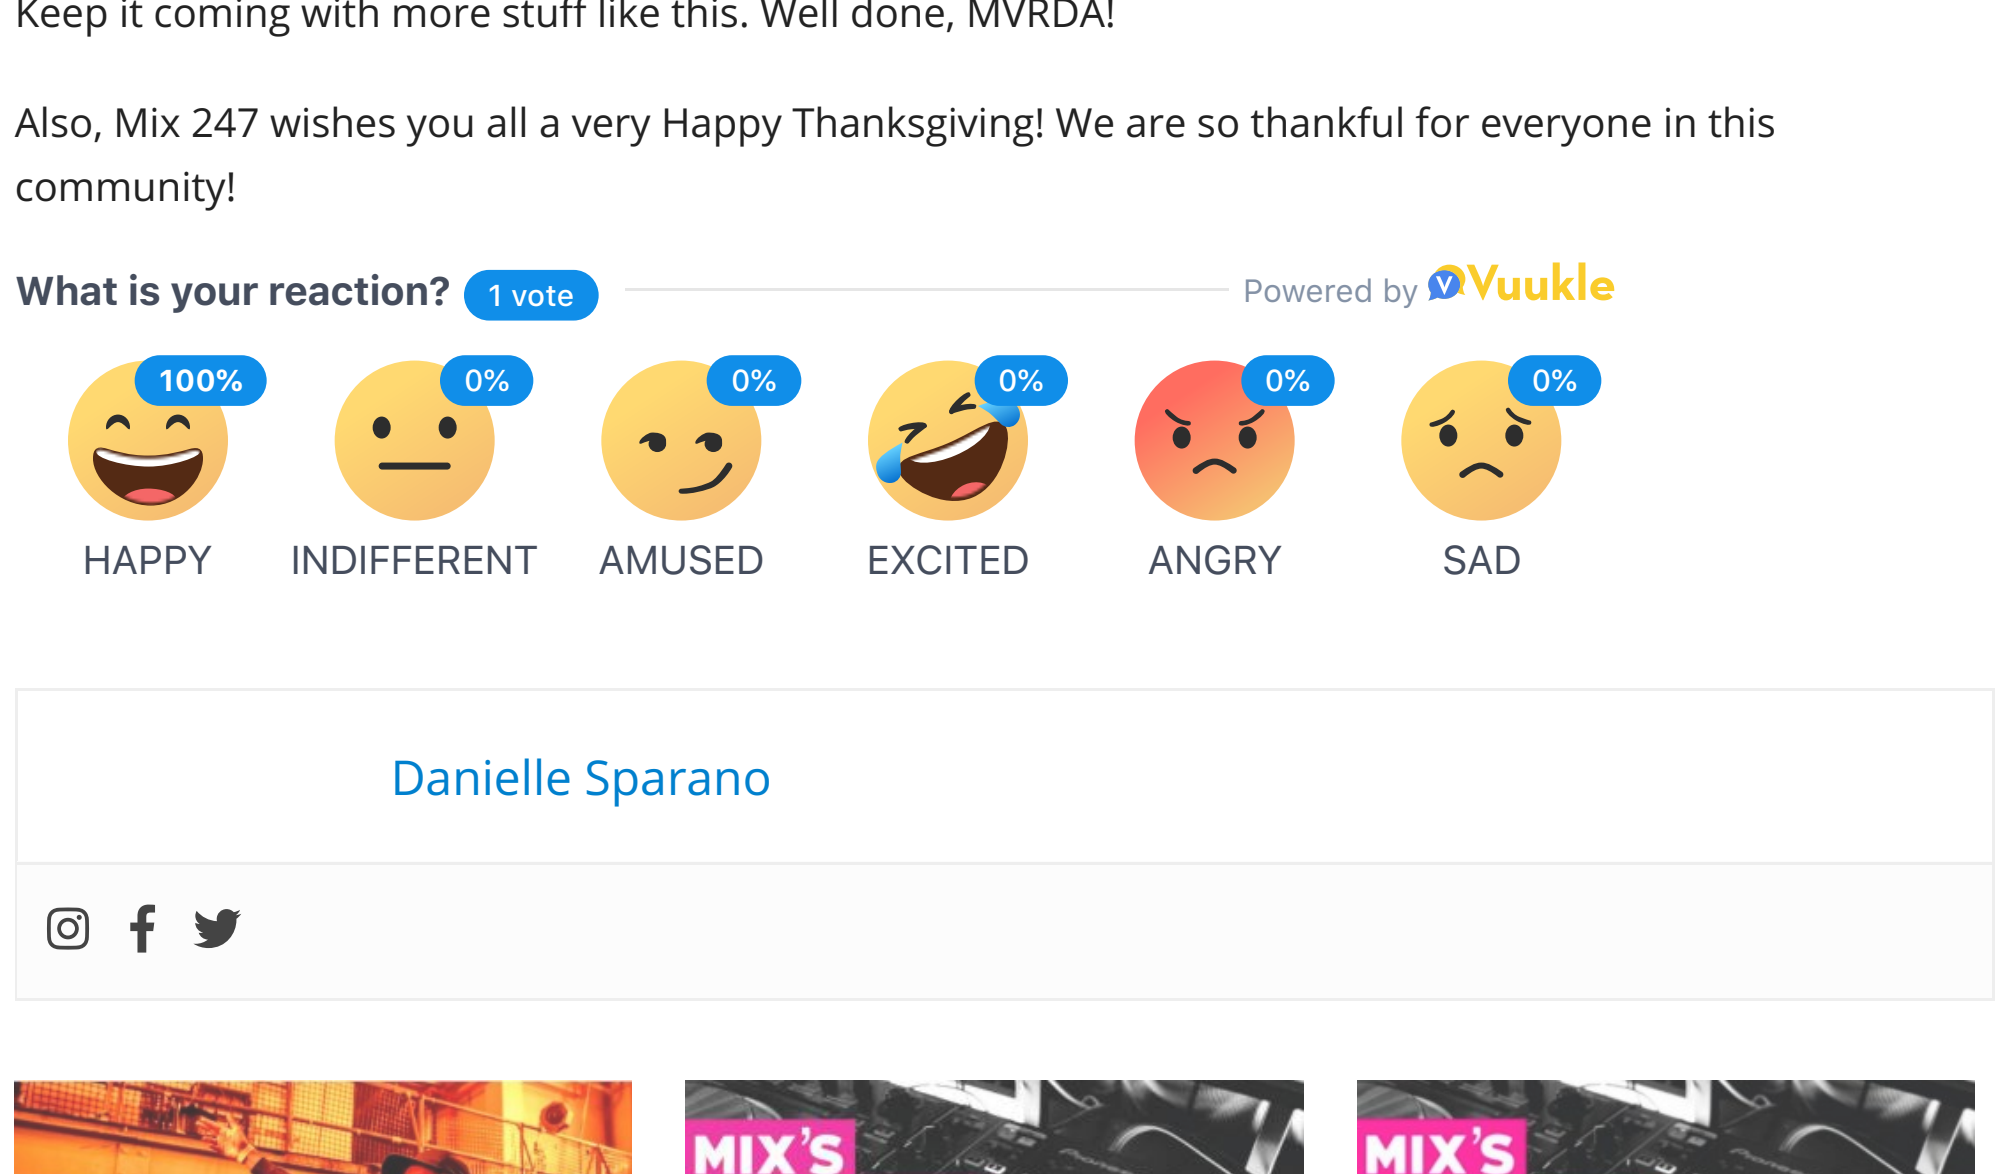 Keep it coming with more stuff like this. Well done, MVRDA!
Also, Mix 247 wishes you all a very Happy Thanksgiving! We are so thankful for everyone in this
community!
What is your reaction? 1 vote Powered by Vuukle
100% 0% 0% 0% 0% 0%
HAPPY INDIFFERENT AMUSED EXCITED ANGRY SAD
Danielle Sparano
MIX'S MIX'S